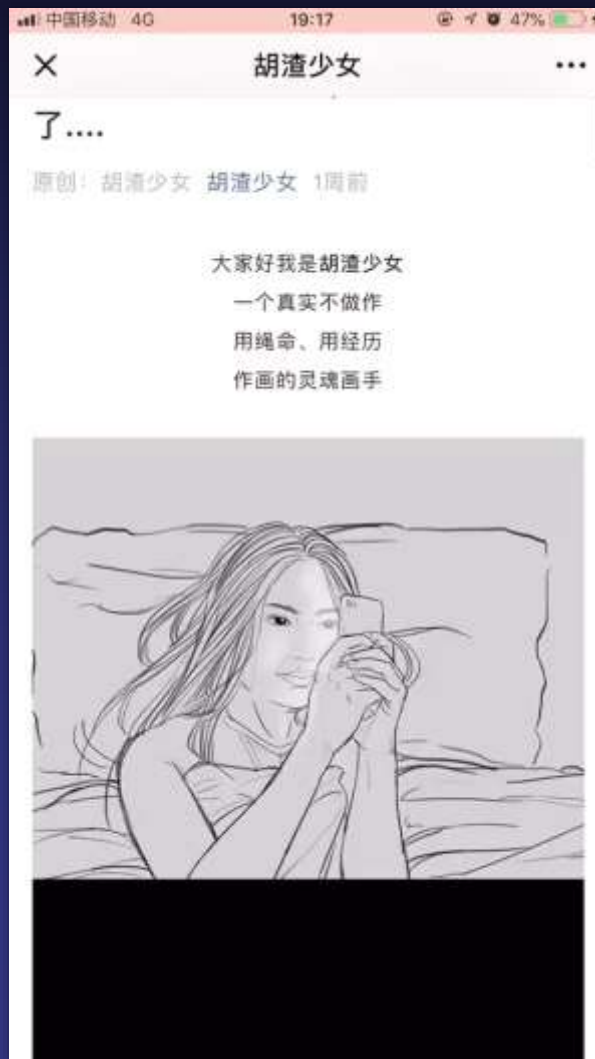 中国移动 4G 19:17 47%
胡渣少女
了....
原创: 胡渣少女 胡渣少女 1周前
大家好我是胡渣少女
一个真实不做作
用绳命、用经历
作画的灵魂画手